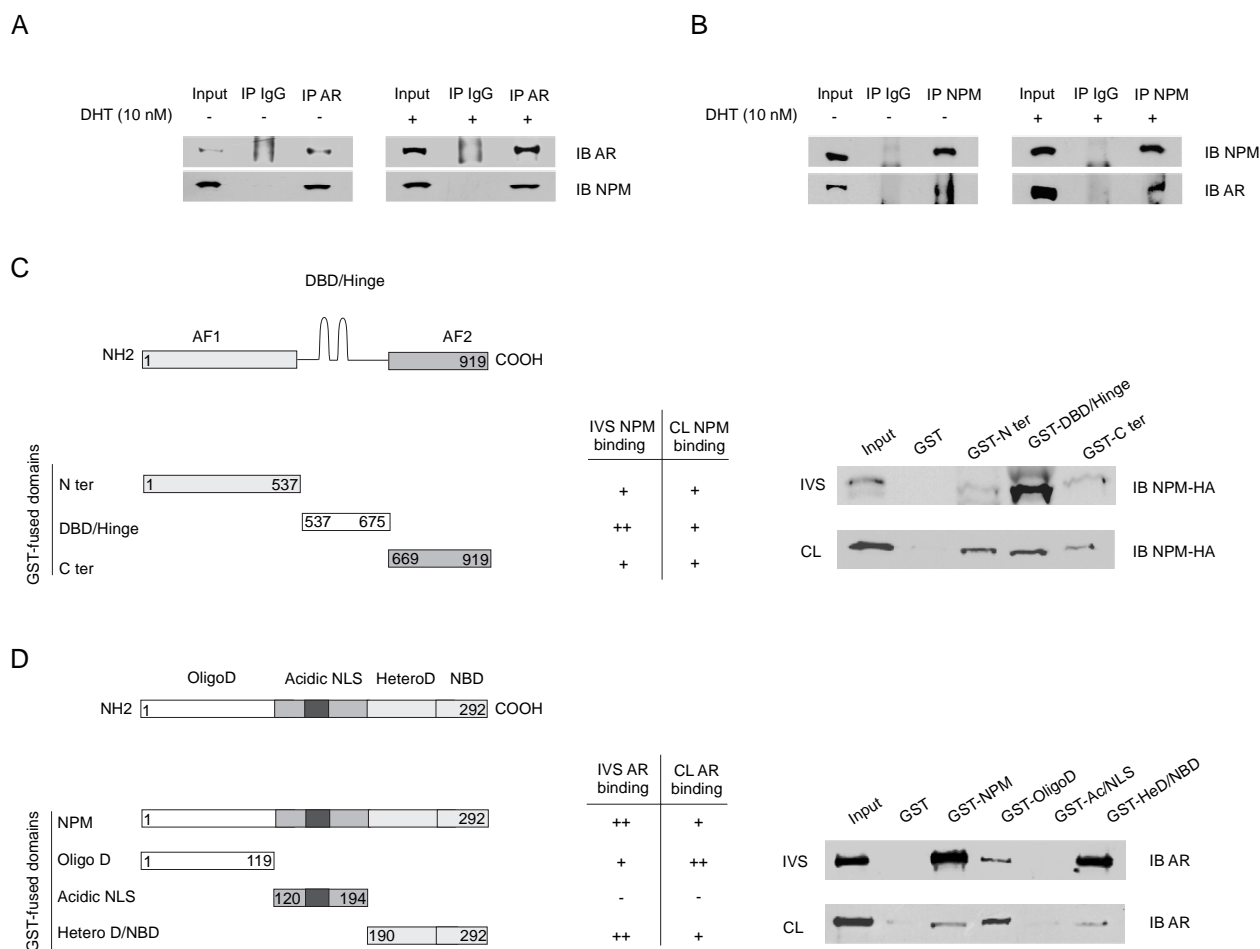 A
Input IP IgG IP AR Input IP IgG IP AR
DHT (10 nM) - - - + + +
IB AR
IB NPM
B
Input IP IgG IP NPM Input IP IgG IP NPM
DHT (10 nM) - - - + + +
IB NPM
IB AR
C
DBD/Hinge
AF1 AF2
NH2 1 919 COOH
GST-fused domains
IVS NPM binding CL NPM binding
N ter 1 537 + +
DBD/Hinge 537 675 ++ +
C ter 669 919 + +
Input GST GST-N ter GST-DBD/Hinge GST-C ter
IVS IB NPM-HA
CL IB NPM-HA
D
OligoD Acidic NLS HeteroD NBD
NH2 1 292 COOH
GST-fused domains
IVS AR binding CL AR binding
NPM 1 292 ++ +
Oligo D 1 119 + ++
Acidic NLS 120 194 - -
Hetero D/NBD 190 292 ++ +
Input GST GST-NPM GST-OligoD GST-Ac/NLS GST-HeD/NBD
IVS IB AR
CL IB AR